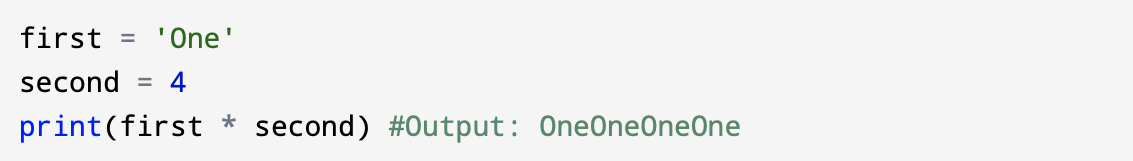 first = 'One'
second = 4
print(first * second) #Output: OneOneOneOne